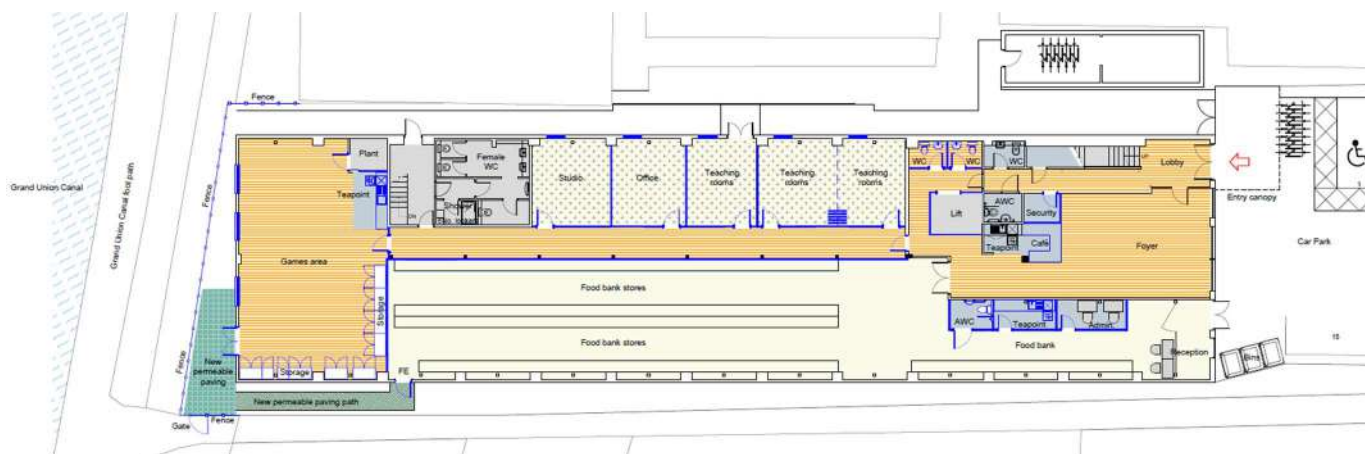 Fence
Grand Union Canal
Grand Union Canal foot path
Fence
Plant
Teapoint
Games area
Storage
Storage
New
permeable
paving
Gate
Fence
FE
New permeable paving path
Female
WC
Studio
Office
Teaching
rooms
Teaching
rooms
Teaching
rooms
Food bank stores
Food bank stores
WC
WC
WC
Lobby
Lift
AWC
Security
Teapoint
Café
Foyer
AWC
Teapoint
Admin
Food bank
Reception
Entry canopy
Car Park
15
Bins